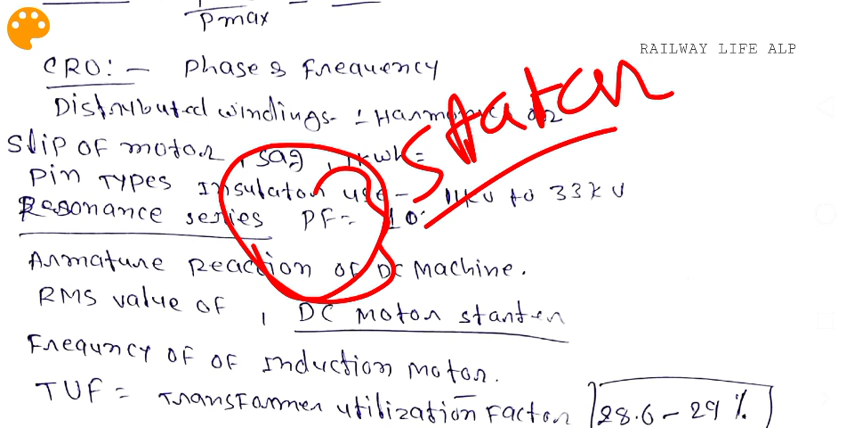 Pmax
RAILWAY LIFE ALP
CRO:- Phase & Frequency
Distributed windings-
Stator
Slip of motor, sag, 1kwh=
Pin Types Insulator use- 11kv to 33kv
Resonance series PF=
Armature Reaction of DC Machine.
RMS value of , DC Motor starter
Frequncy of of Induction Motor.
TUF = Transformer utilization Factor 28.6-29%